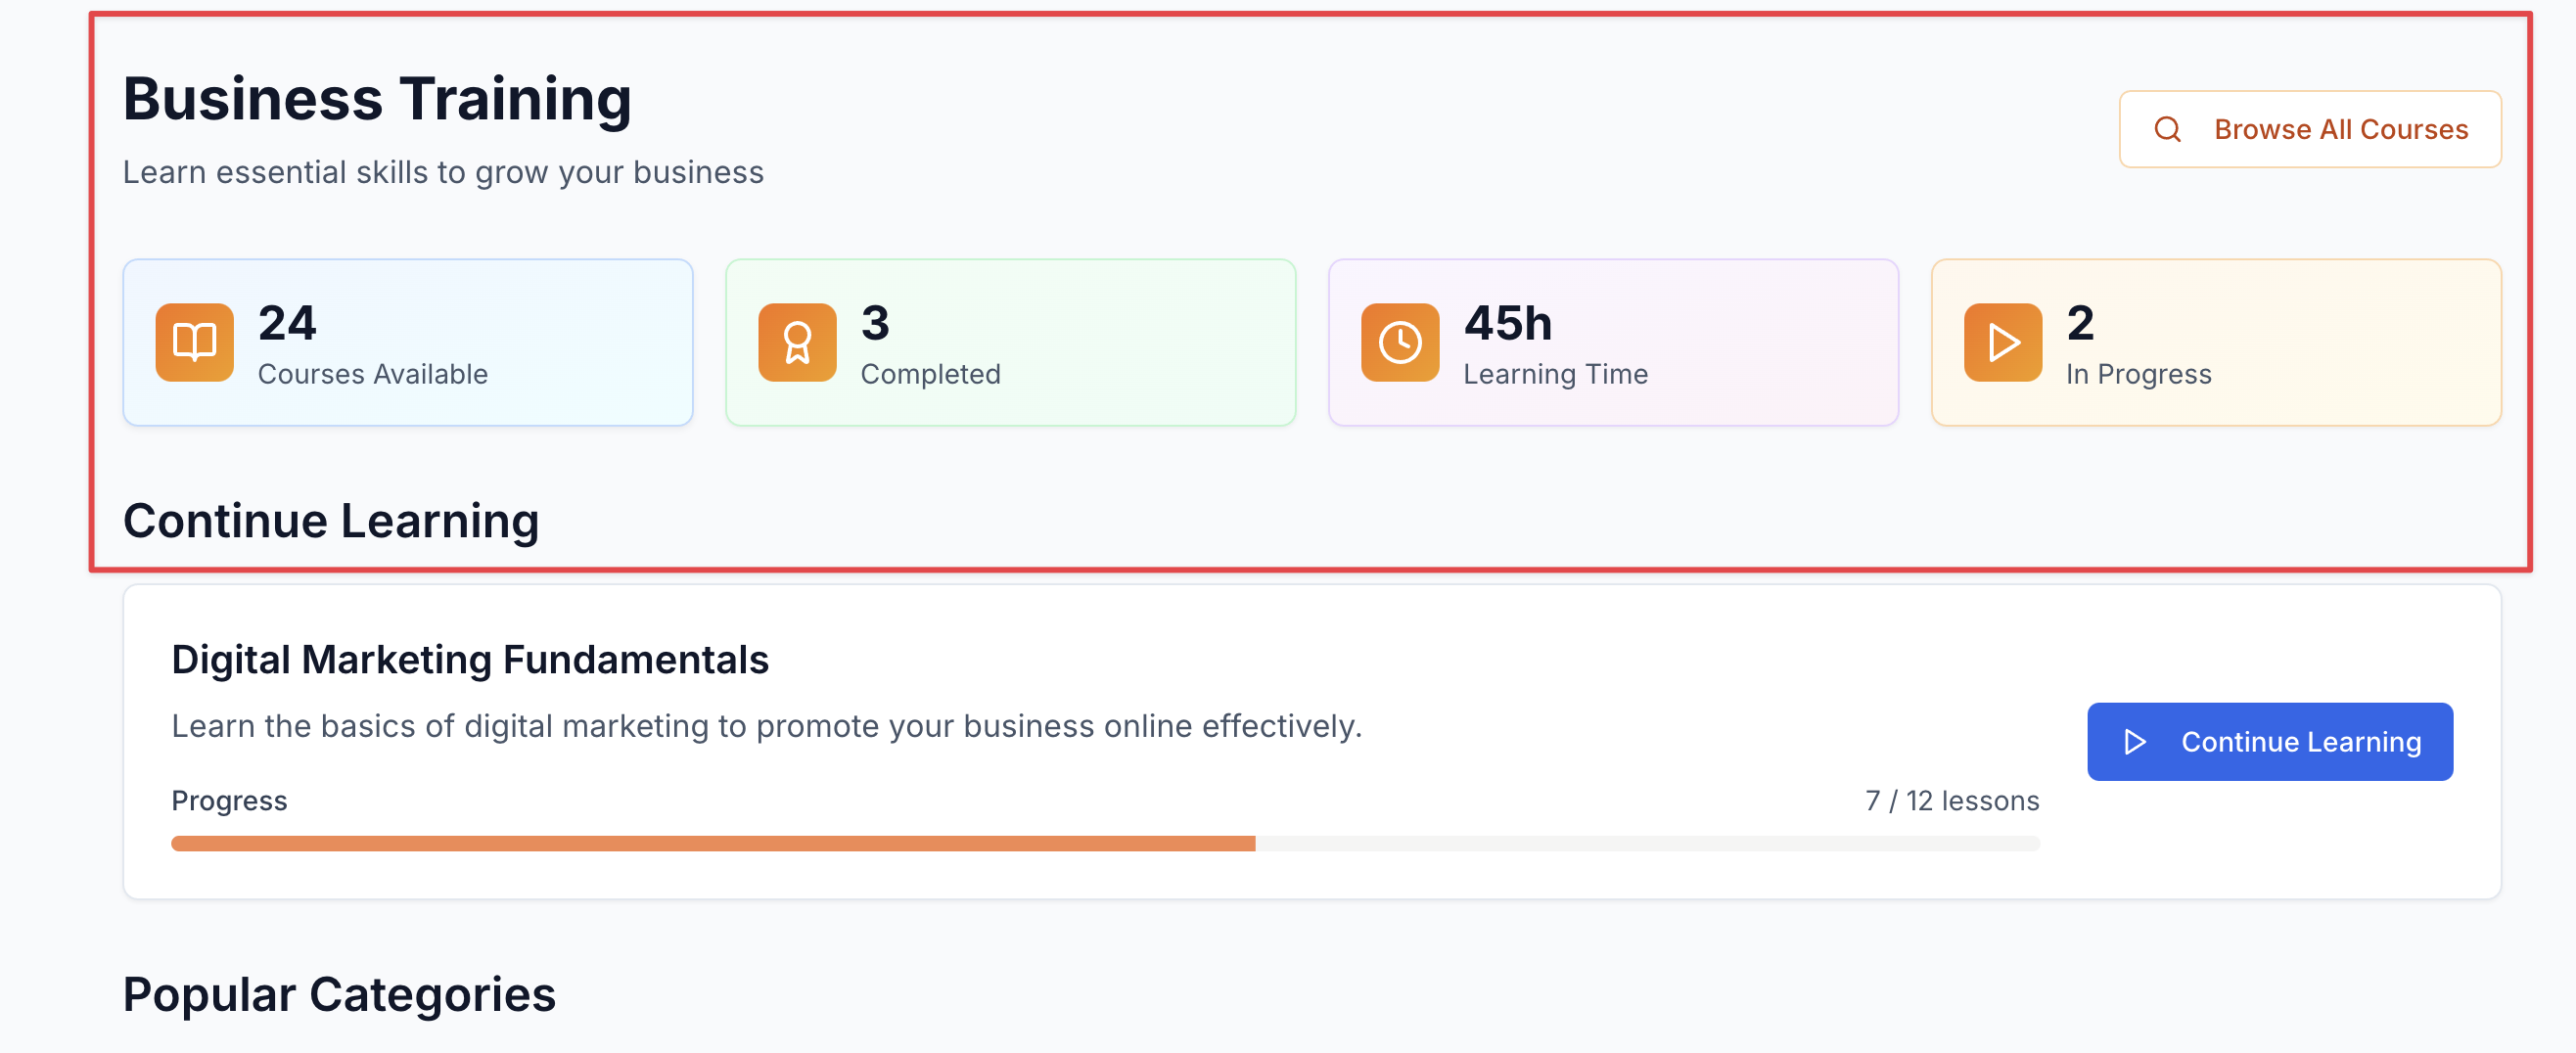 Business Training
Learn essential skills to grow your business
Browse All Courses
24
Courses Available
3
Completed
45h
Learning Time
2
In Progress
Continue Learning
Digital Marketing Fundamentals
Learn the basics of digital marketing to promote your business online effectively.
Continue Learning
Progress
7 / 12 lessons
Popular Categories